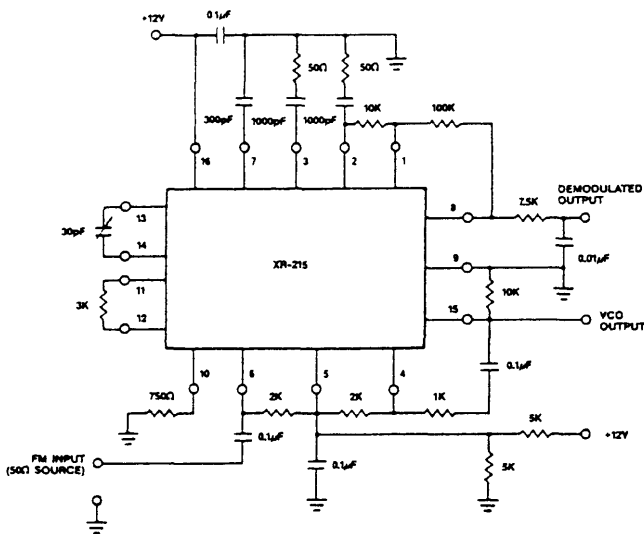 +12V
0.1µF
50Ω
50Ω
300pF
1000pF
1000pF
10K
100K
16
7
3
2
1
13
14
30pF
11
12
3K
XR-215
8
7.5K
DEMODULATED
OUTPUT
0.01µF
9
10K
15
VCO
OUTPUT
0.1µF
10
6
5
4
750Ω
2K
2K
1K
0.1µF
0.1µF
5K
+12V
5K
FM INPUT
(50Ω SOURCE)